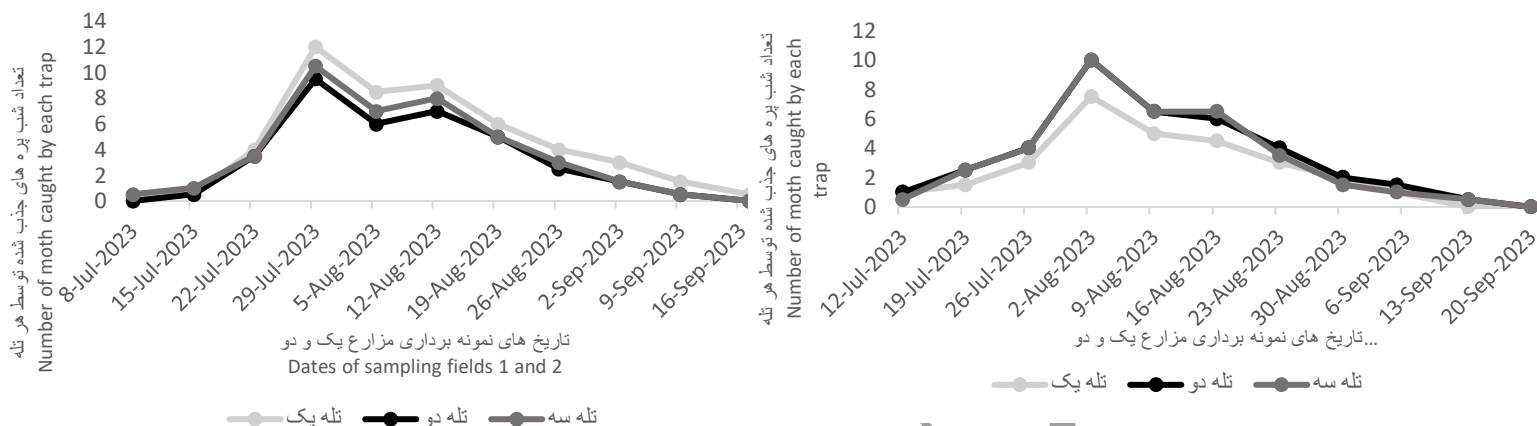 تعداد شب پره های جذب شده توسط هر تله
Number of moth caught by each trap
14
12
10
8
6
4
2
0
8-Jul-2023
15-Jul-2023
22-Jul-2023
29-Jul-2023
5-Aug-2023
12-Aug-2023
19-Aug-2023
26-Aug-2023
2-Sep-2023
9-Sep-2023
16-Sep-2023
تاریخ های نمونه برداری مزارع یک و دو
Dates of sampling fields 1 and 2
تله یک
تله دو
تله سه
تعداد شب پره های جذب شده توسط هر تله
Number of moth caught by each
trap
12
10
8
6
4
2
0
12-Jul-2023
19-Jul-2023
26-Jul-2023
2-Aug-2023
9-Aug-2023
16-Aug-2023
23-Aug-2023
30-Aug-2023
6-Sep-2023
13-Sep-2023
20-Sep-2023
تاریخ های نمونه برداری مزارع یک و دو...
تله یک
تله دو
تله سه